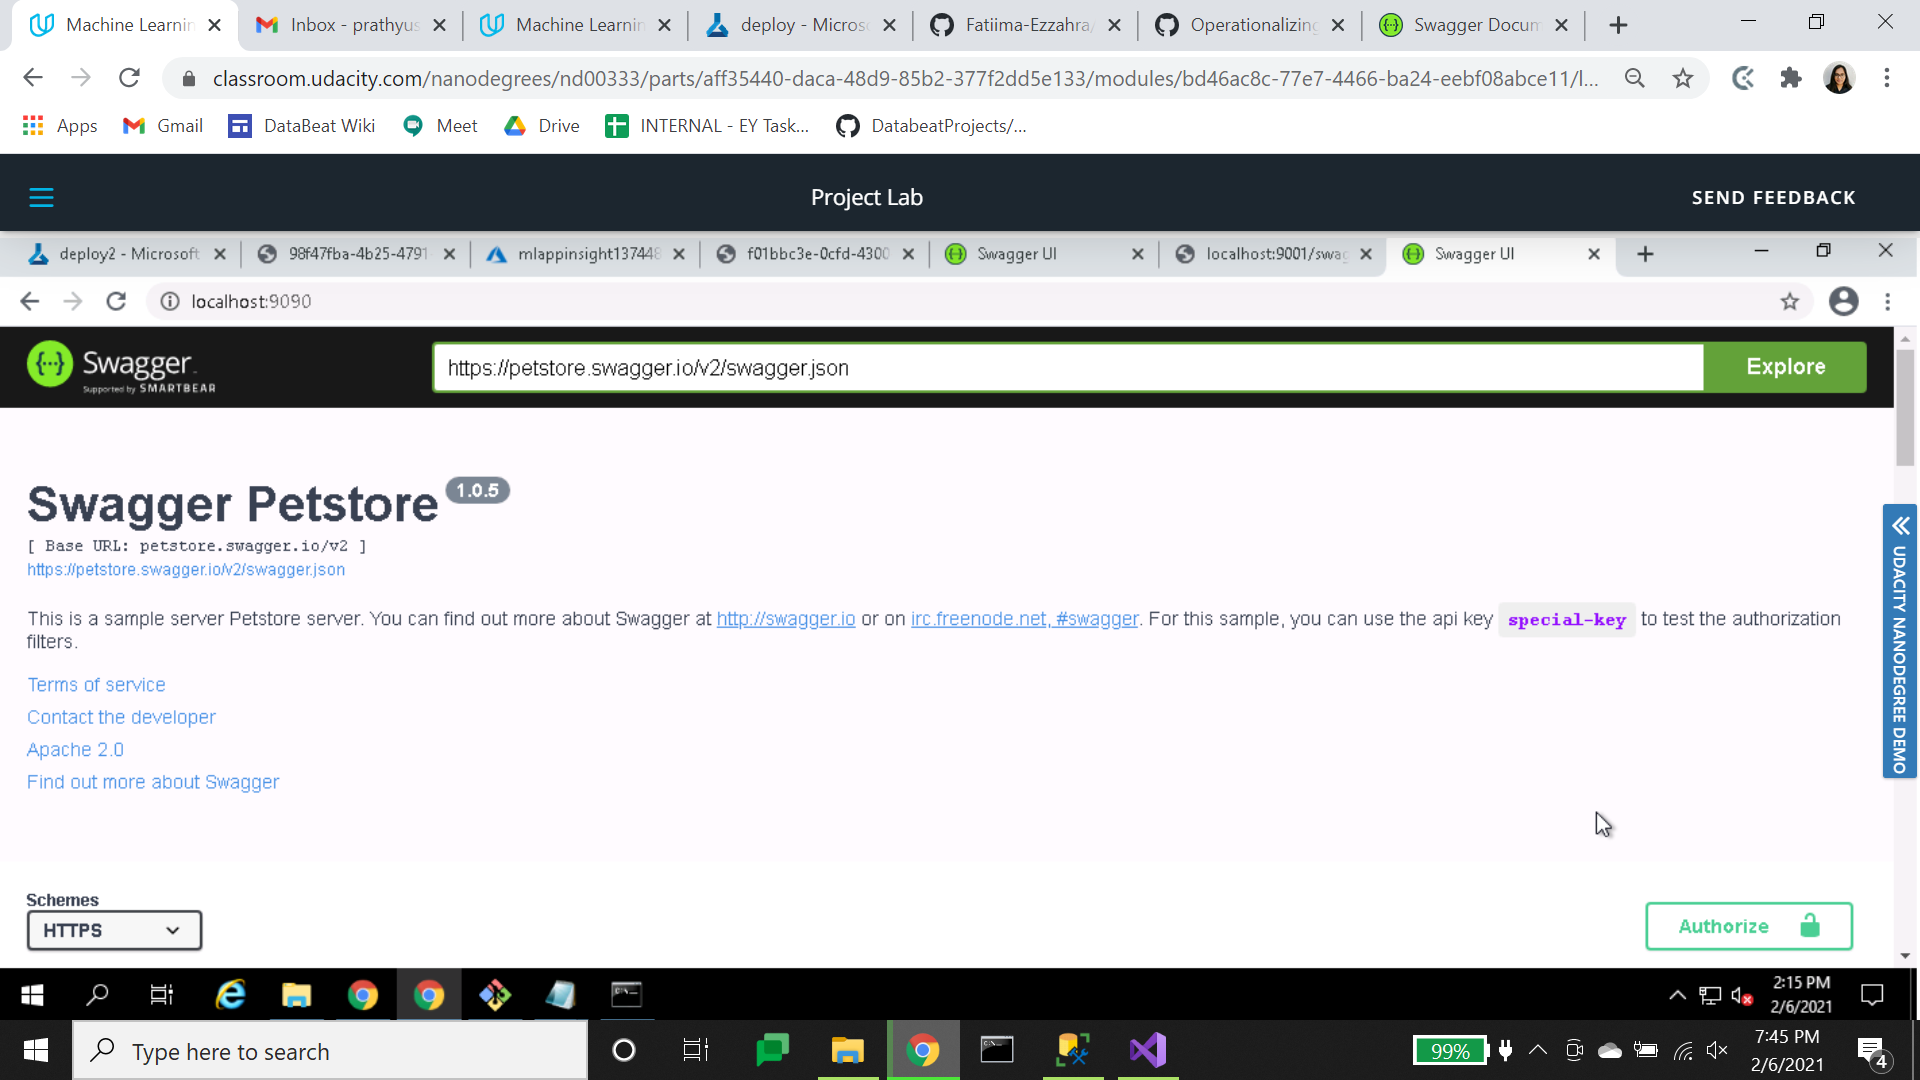 Machine Learnin
Inbox - prathyus
Machine Learnin
deploy - Micros
Fatiima-Ezzahra/
Operationalizing
Swagger Docum
classroom.udacity.com/nanodegrees/nd00333/parts/aff35440-daca-48d9-85b2-377f2dd5e133/modules/bd46ac8c-77e7-4466-ba24-eebf08abce11/l...
Apps
Gmail
DataBeat Wiki
Meet
Drive
INTERNAL - EY Task...
DatabeatProjects/...
Project Lab
SEND FEEDBACK
deploy2 - Microsoft
98f47fba-4b25-4791
mlappinsight137448
f01bbc3e-0cfd-4300
Swagger UI
localhost:9001/swag
Swagger UI
localhost:9090
Swagger
Supported by SMARTBEAR
https://petstore.swagger.io/v2/swagger.json
Explore
Swagger Petstore 1.0.5
[ Base URL: petstore.swagger.io/v2 ]
https://petstore.swagger.io/v2/swagger.json
This is a sample server Petstore server. You can find out more about Swagger at http://swagger.io or on irc.freenode.net, #swagger. For this sample, you can use the api key special-key to test the authorization
filters.
Terms of service
Contact the developer
Apache 2.0
Find out more about Swagger
UDACITY NANODEGREE DEMO
Schemes
HTTPS
Authorize
2:15 PM
2/6/2021
Type here to search
99%
7:45 PM
2/6/2021
4